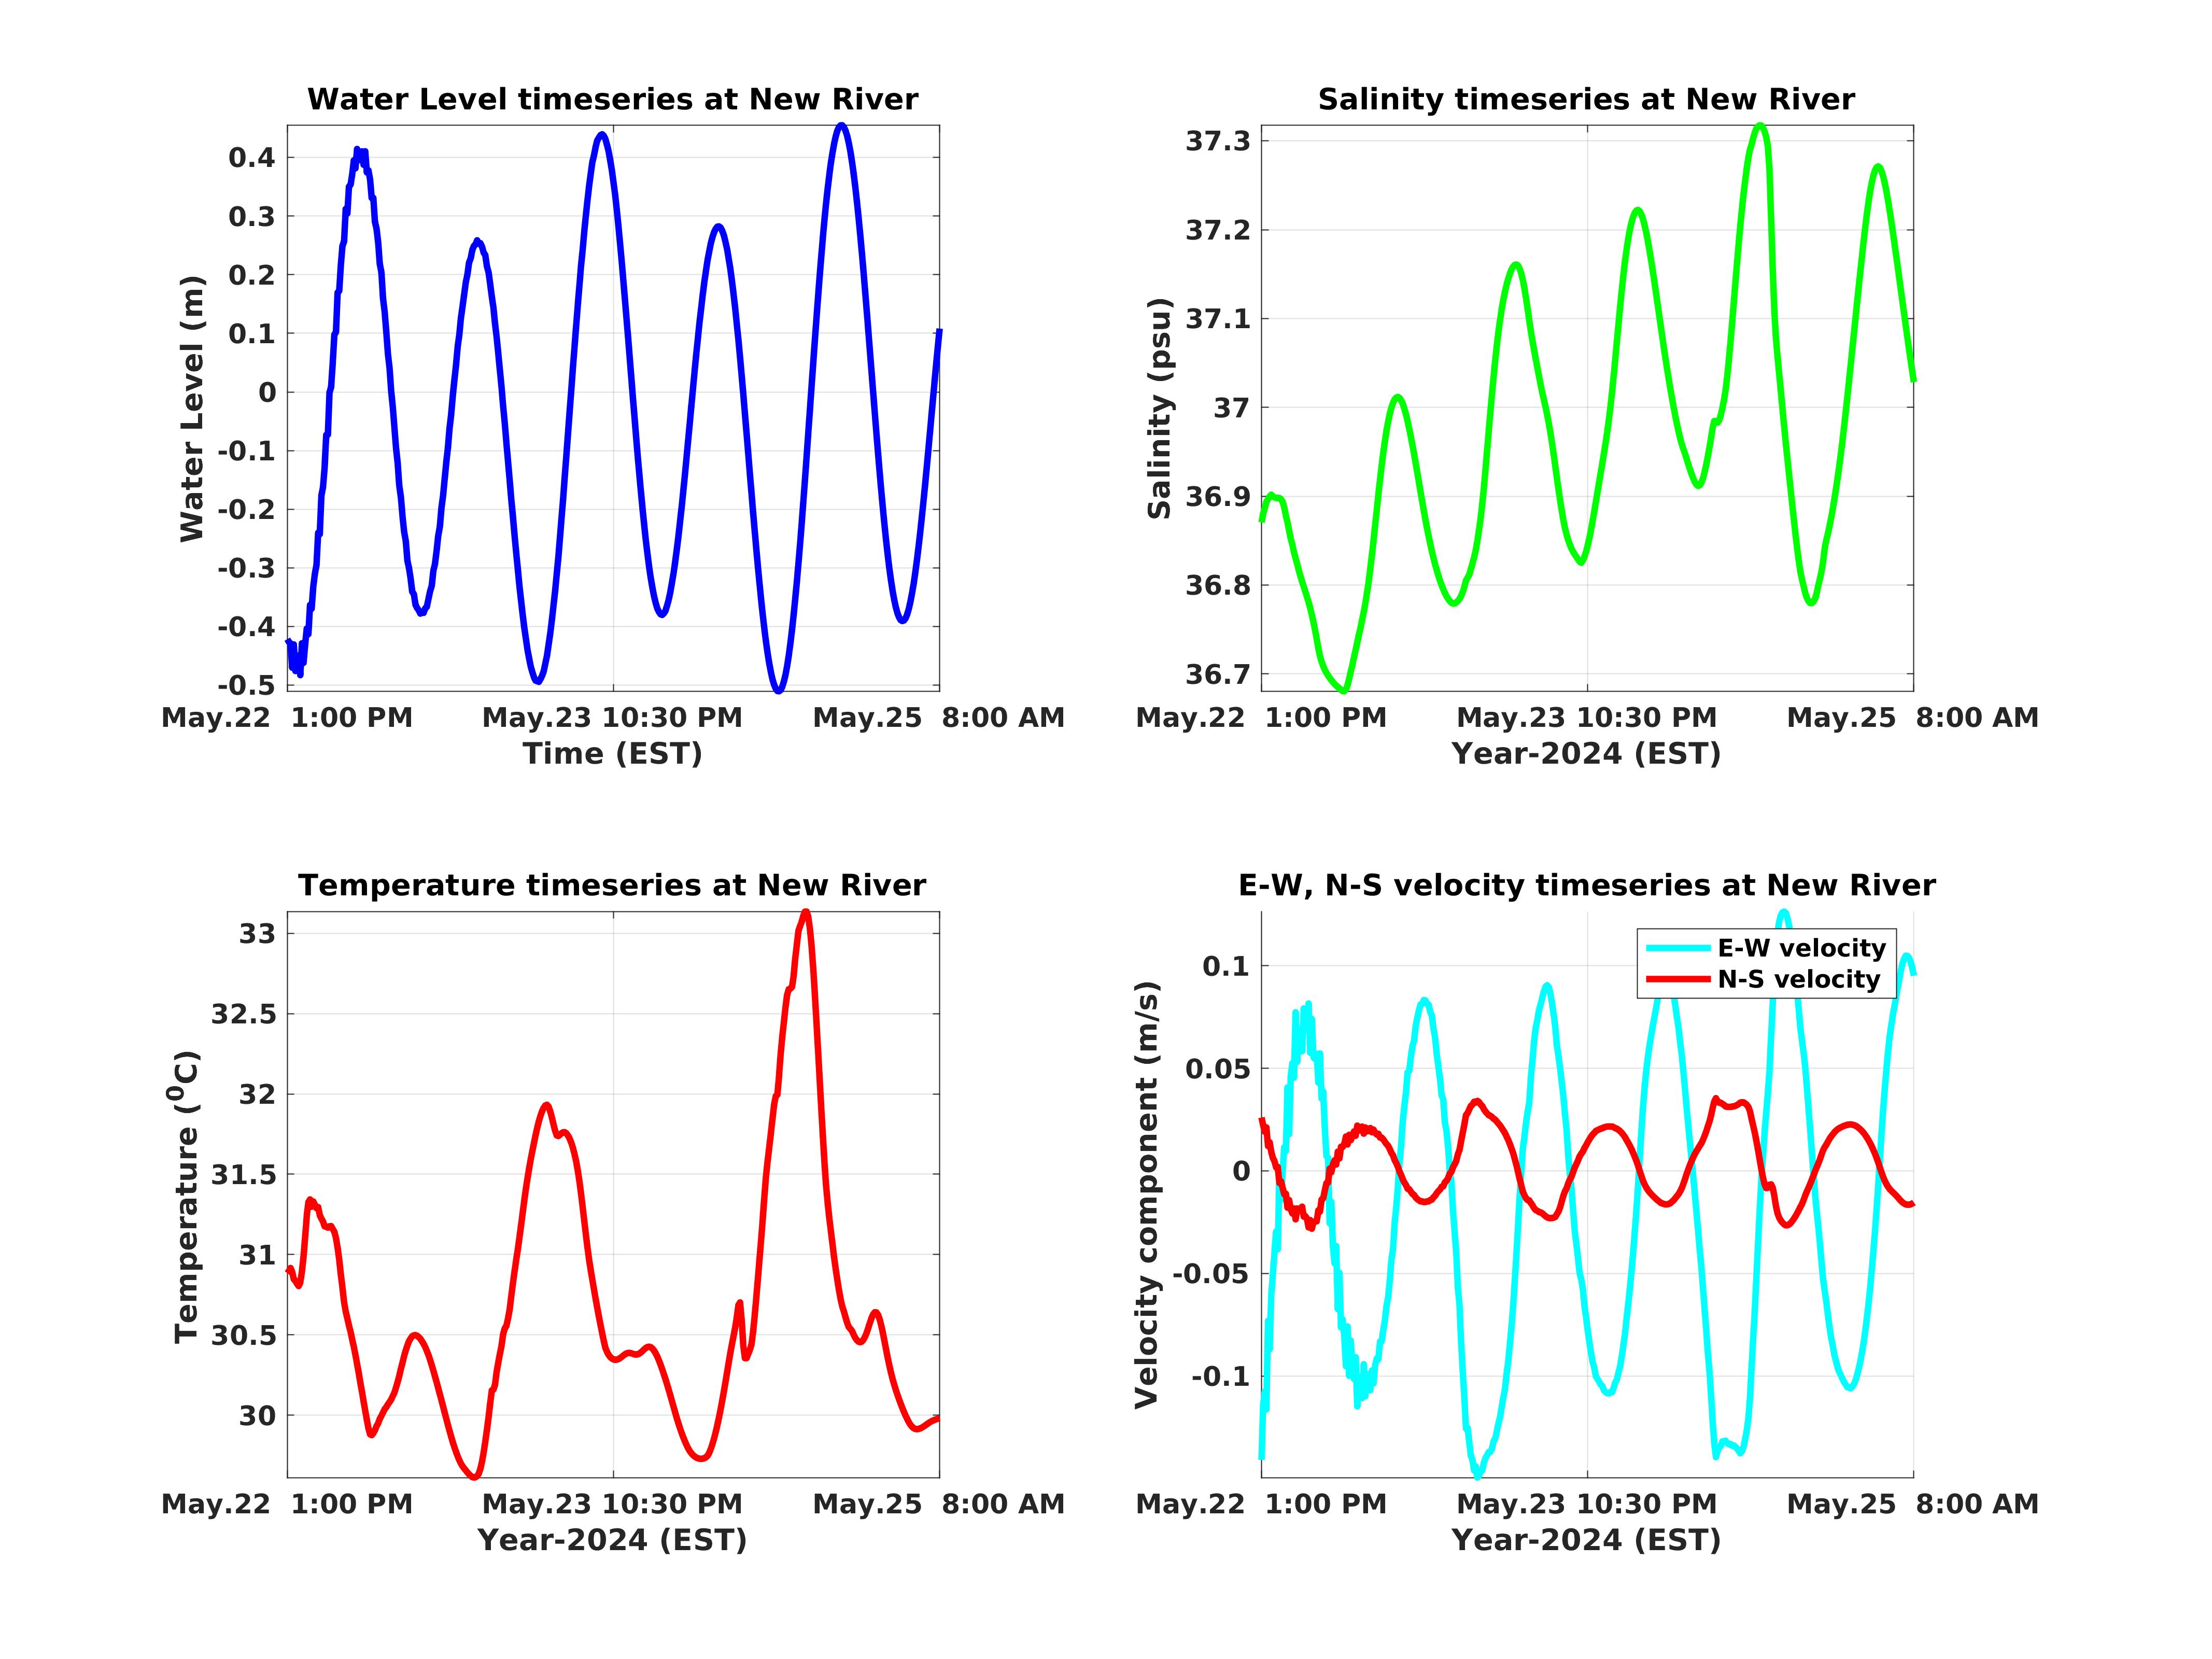 Water Level timeseries at New River
0.4
0.3
0.2
0.1
0
-0.1
-0.2
-0.3
-0.4
-0.5
Water Level (m)
May.22 1:00 PM
May.23 10:30 PM
May.25 8:00 AM
Time (EST)
Salinity timeseries at New River
37.3
37.2
37.1
37
36.9
36.8
36.7
Salinity (psu)
May.22 1:00 PM
May.23 10:30 PM
May.25 8:00 AM
Year-2024 (EST)
Temperature timeseries at New River
33
32.5
32
31.5
31
30.5
30
Temperature (⁰C)
May.22 1:00 PM
May.23 10:30 PM
May.25 8:00 AM
Year-2024 (EST)
E-W, N-S velocity timeseries at New River
E-W velocity
N-S velocity
0.1
0.05
0
-0.05
-0.1
Velocity component (m/s)
May.22 1:00 PM
May.23 10:30 PM
May.25 8:00 AM
Year-2024 (EST)